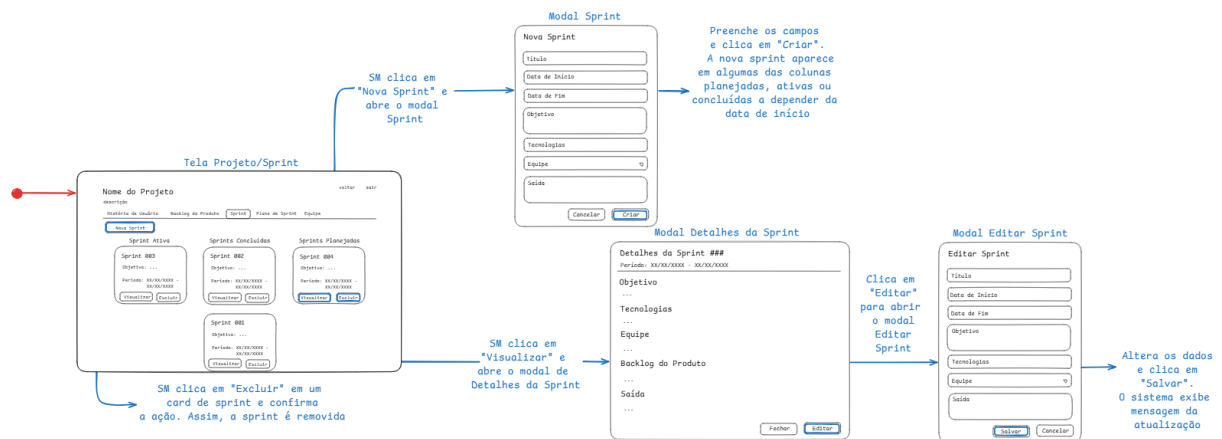 Modal Sprint
Nova Sprint
Título
Data de Início
Data de Fim
Objetivo
Tecnologias
Equipe
Saída
Cancelar
Criar
Preenche os campos
e clica em "Criar".
A nova sprint aparece
em algumas das colunas
planejadas, ativas ou
concluídas a depender da
data de início
SM clica em
"Nova Sprint" e
abre o modal
Sprint
Tela Projeto/Sprint
Nome do Projeto
voltar sair
descrição
História de Usuário Backlog do Produto Sprint Plano de Sprint Equipe
Nova Sprint
Sprint Ativa
Sprint 003
Objetivo: ...
Período: XX/XX/XXXX -
XX/XX/XXXX
Visualizar Excluir
Sprints Concluídas
Sprint 002
Objetivo: ...
Período: XX/XX/XXXX -
XX/XX/XXXX
Visualizar Excluir
Sprint 001
Objetivo: ...
Período: XX/XX/XXXX -
XX/XX/XXXX
Visualizar Excluir
Sprints Planejadas
Sprint 004
Objetivo: ...
Período: XX/XX/XXXX -
XX/XX/XXXX
Visualizar Excluir
SM clica em "Excluir" em um
card de sprint e confirma
a ação. Assim, a sprint é removida
SM clica em
"Visualizar" e
abre o modal de
Detalhes da Sprint
Modal Detalhes da Sprint
Detalhes da Sprint ###
Período: XX/XX/XXXX - XX/XX/XXXX
Objetivo
...
Tecnologias
...
Equipe
...
Backlog do Produto
...
Saída
...
Fechar
Editar
Clica em
"Editar"
para abrir
o modal
Editar
Sprint
Modal Editar Sprint
Editar Sprint
Título
Data de Início
Data de Fim
Objetivo
Tecnologias
Equipe
Saída
Salvar
Cancelar
Altera os dados
e clica em
"Salvar".
O sistema exibe
mensagem da
atualização